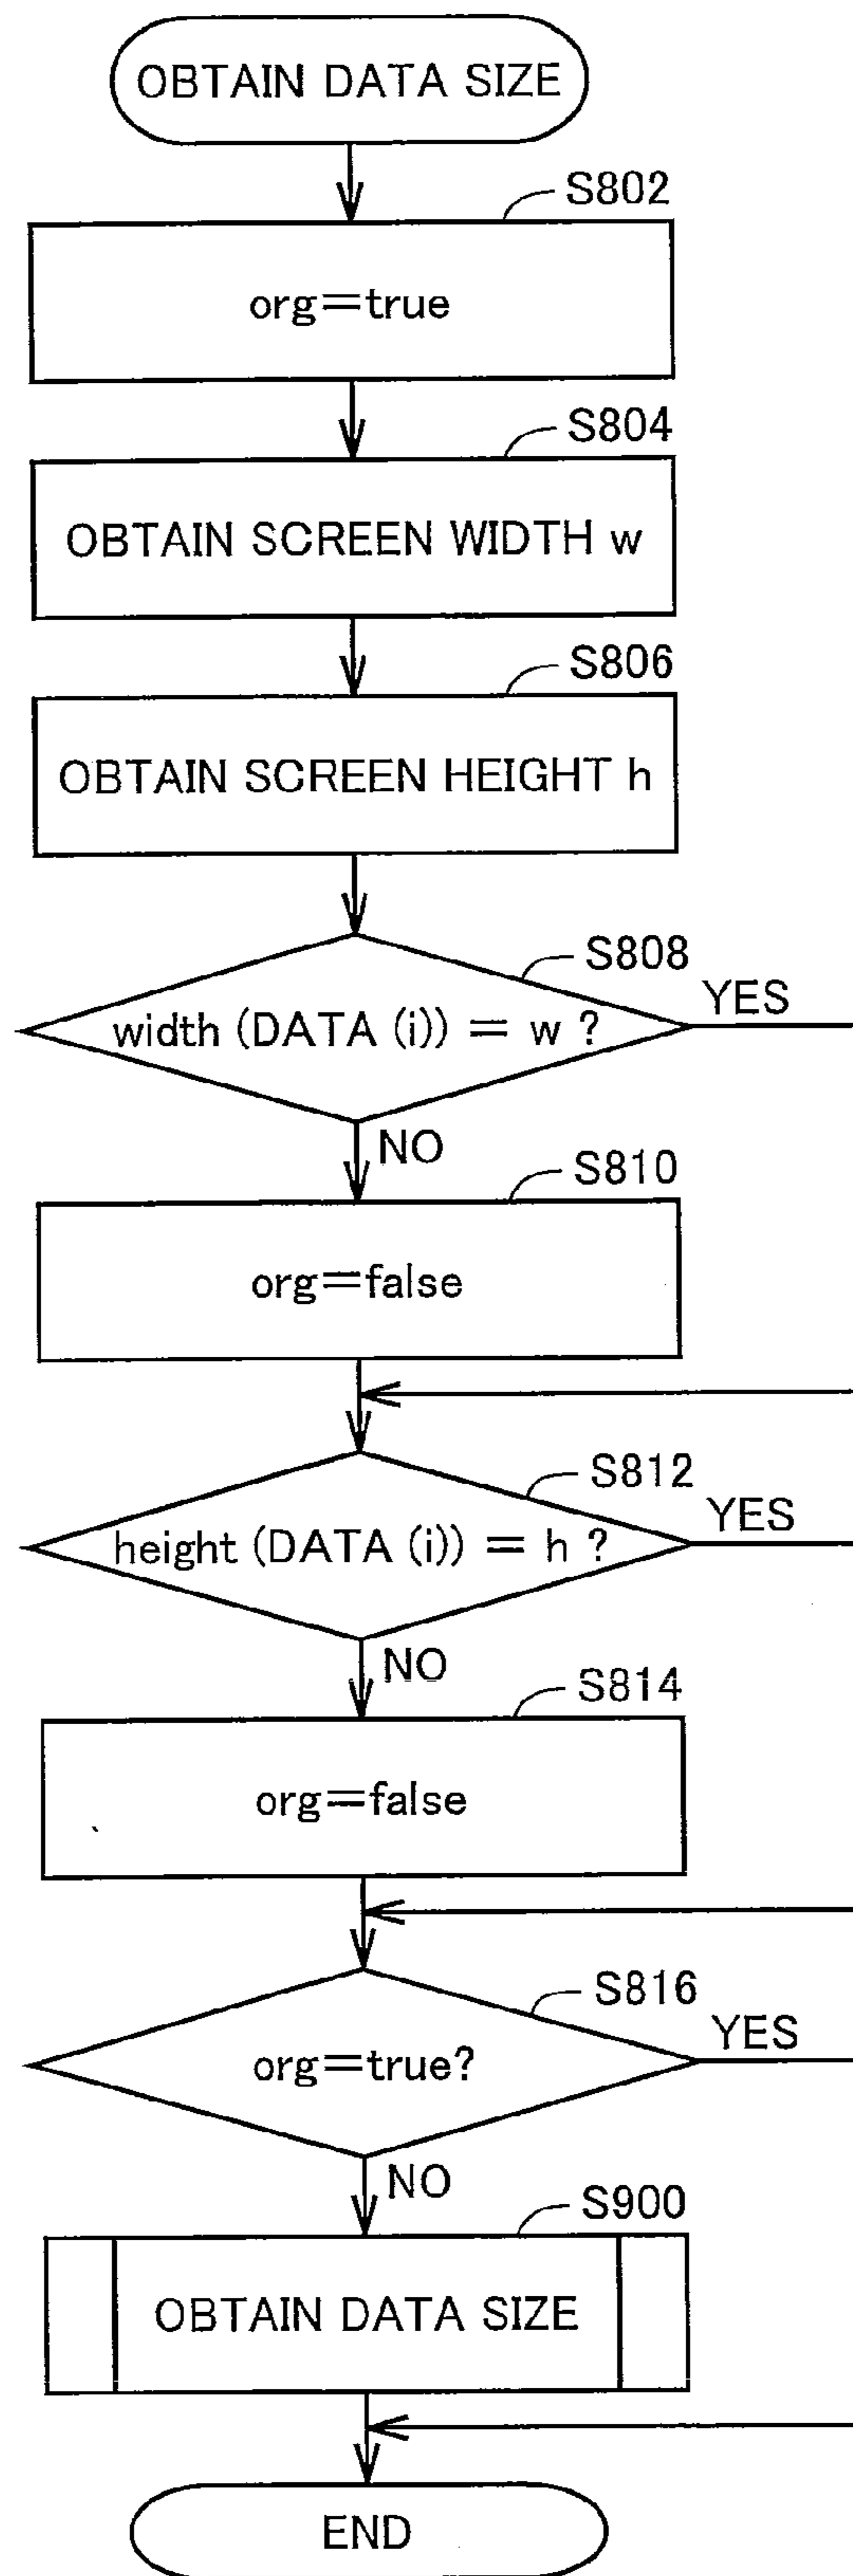 OBTAIN DATA SIZE
S802
org=true
S804
OBTAIN SCREEN WIDTH w
S806
OBTAIN SCREEN HEIGHT h
S808
width (DATA (i)) = w ?
YES
NO
S810
org=false
S812
height (DATA (i)) = h ?
YES
NO
S814
org=false
S816
org=true?
YES
NO
S900
OBTAIN DATA SIZE
END